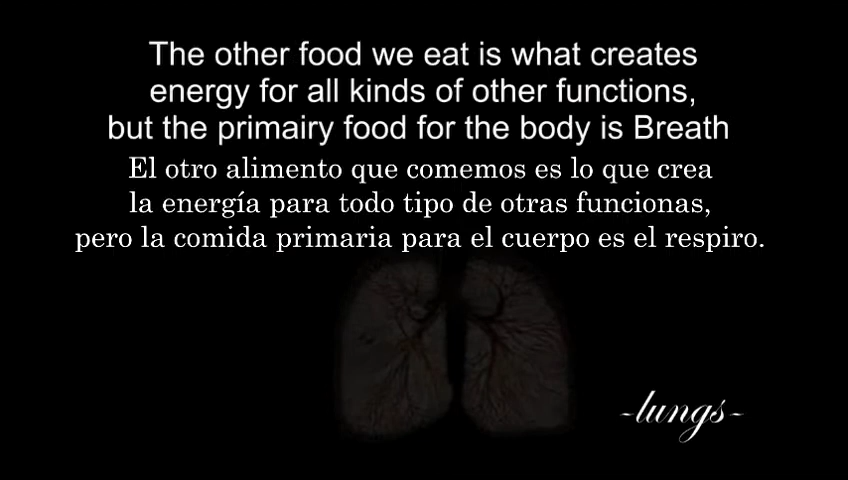 The other food we eat is what creates
energy for all kinds of other functions,
but the primairy food for the body is Breath
El otro alimento que comemos es lo que crea
la energía para todo tipo de otras funcionas,
pero la comida primaria para el cuerpo es el respiro.
-lungs-